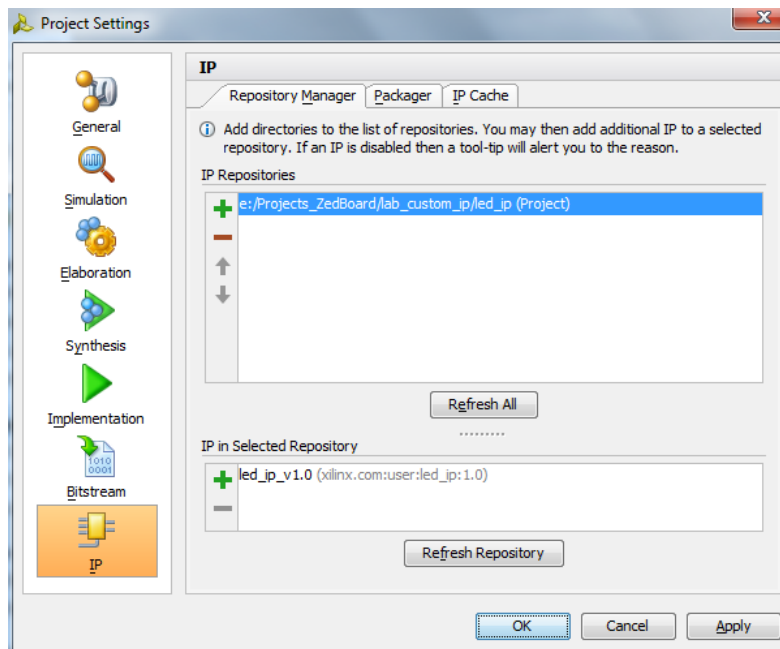 Project Settings
General
Simulation
Elaboration
Synthesis
Implementation
1010
0001
Bitstream
IP
IP
Repository Manager
Packager
IP Cache
Add directories to the list of repositories. You may then add additional IP to a selected
repository. If an IP is disabled then a tool-tip will alert you to the reason.
IP Repositories
e:/Projects_ZedBoard/lab_custom_ip/led_ip (Project)
Refresh All
IP in Selected Repository
led_ip_v1.0 (xilinx.com:user:led_ip:1.0)
Refresh Repository
OK
Cancel
Apply